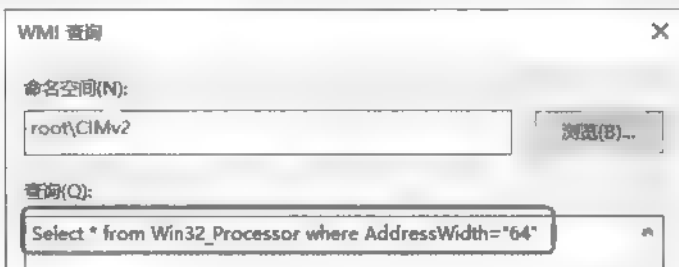 WMI 查询
命名空间(N):
root\CIMv2
浏览(B)...
查询(Q):
Select * from Win32_Processor where AddressWidth="64"